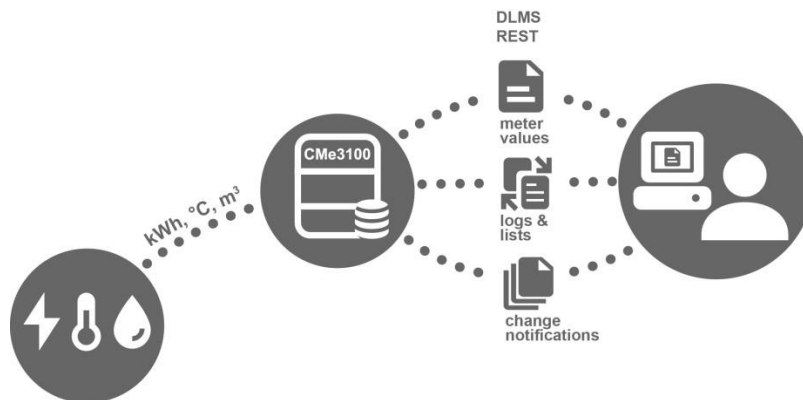 DLMS
REST
CMe3100
meter
values
kWh, °C, m³
logs &
lists
change
notifications